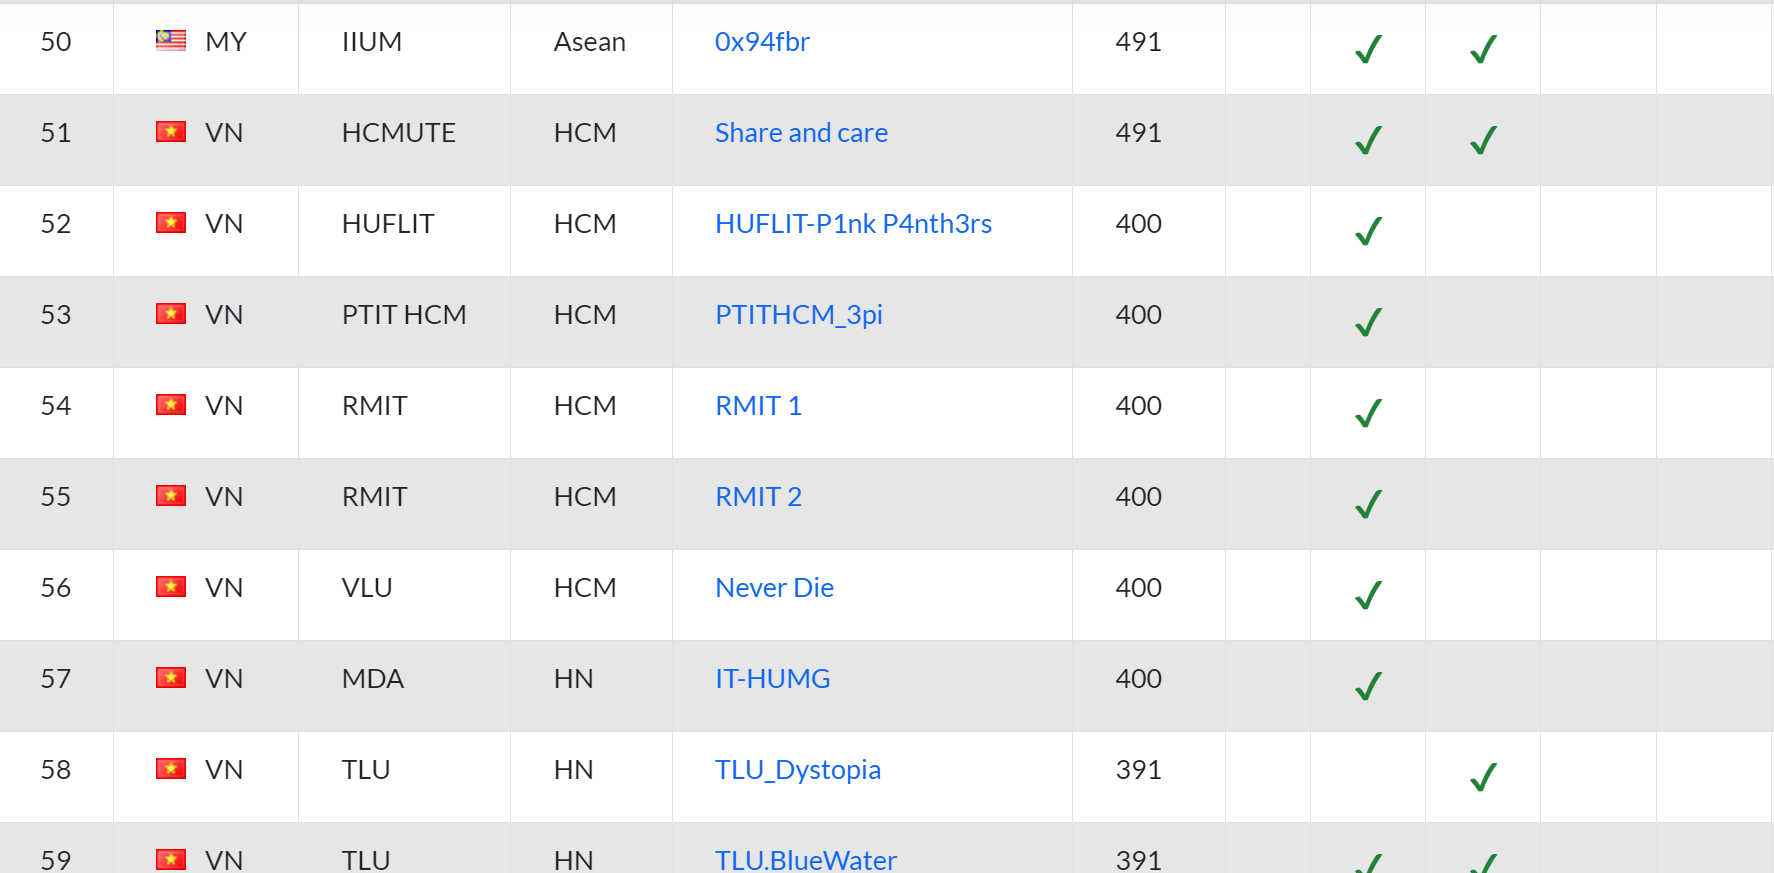 50 MY IIUM Asean 0x94fbr 491 ✓ ✓
51 VN HCMUTE HCM Share and care 491 ✓ ✓
52 VN HUFLIT HCM HUFLIT-P1nk P4nth3rs 400 ✓
53 VN PTIT HCM HCM PTITHCM_3pi 400 ✓
54 VN RMIT HCM RMIT 1 400 ✓
55 VN RMIT HCM RMIT 2 400 ✓
56 VN VLU HCM Never Die 400 ✓
57 VN MDA HN IT-HUMG 400 ✓
58 VN TLU HN TLU_Dystopia 391 ✓
59 VN TLU HN TLU.BlueWater 391 ✓ ✓